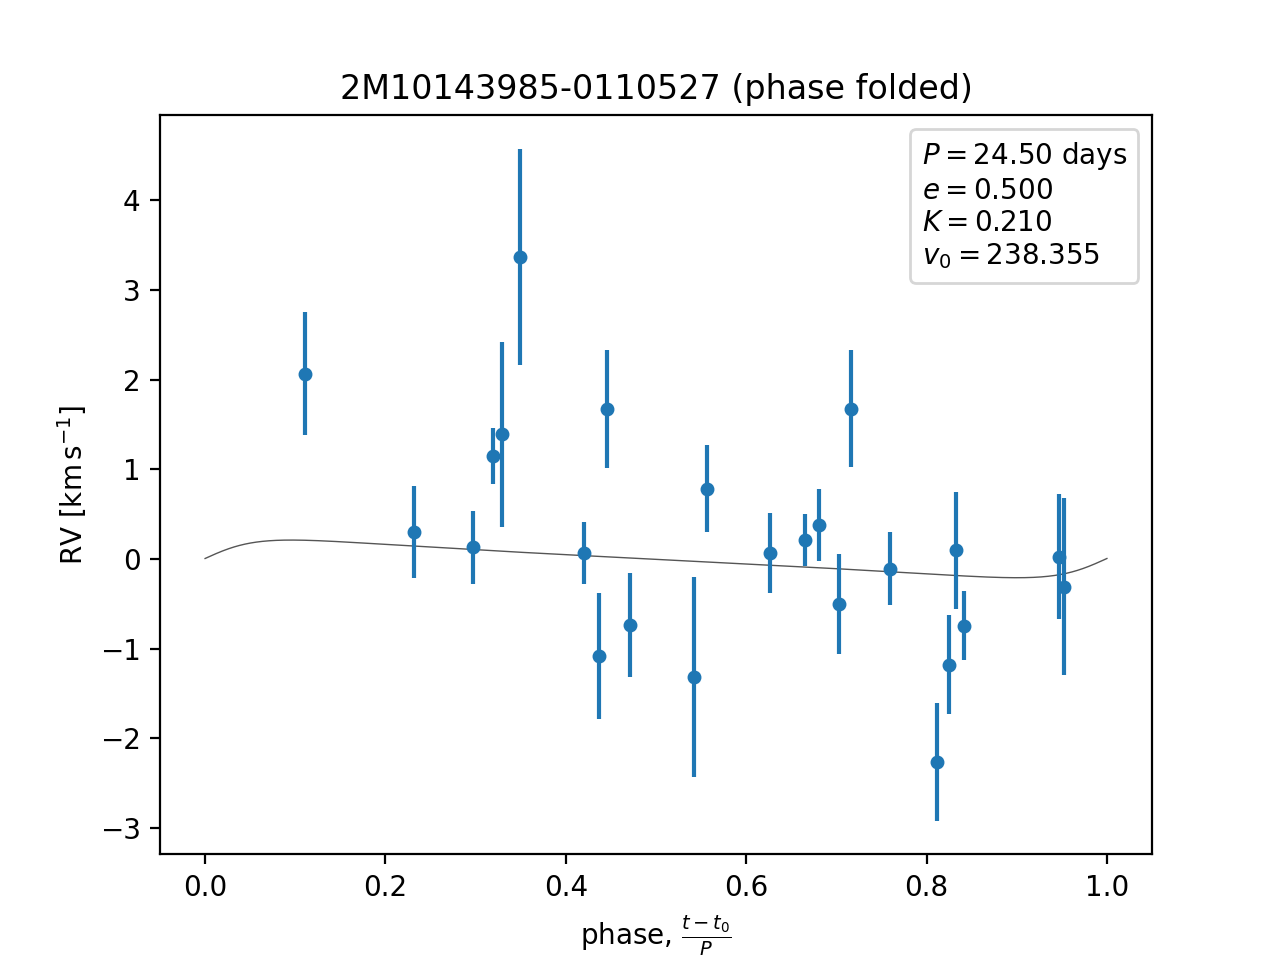 2M10143985-0110527 (phase folded)
P = 24.50 days
e = 0.500
K = 0.210
v₀ = 238.355
4
3
2
1
0
−1
−2
−3
RV [km s⁻¹]
0.0 0.2 0.4 0.6 0.8 1.0
phase, (t − t₀)/P